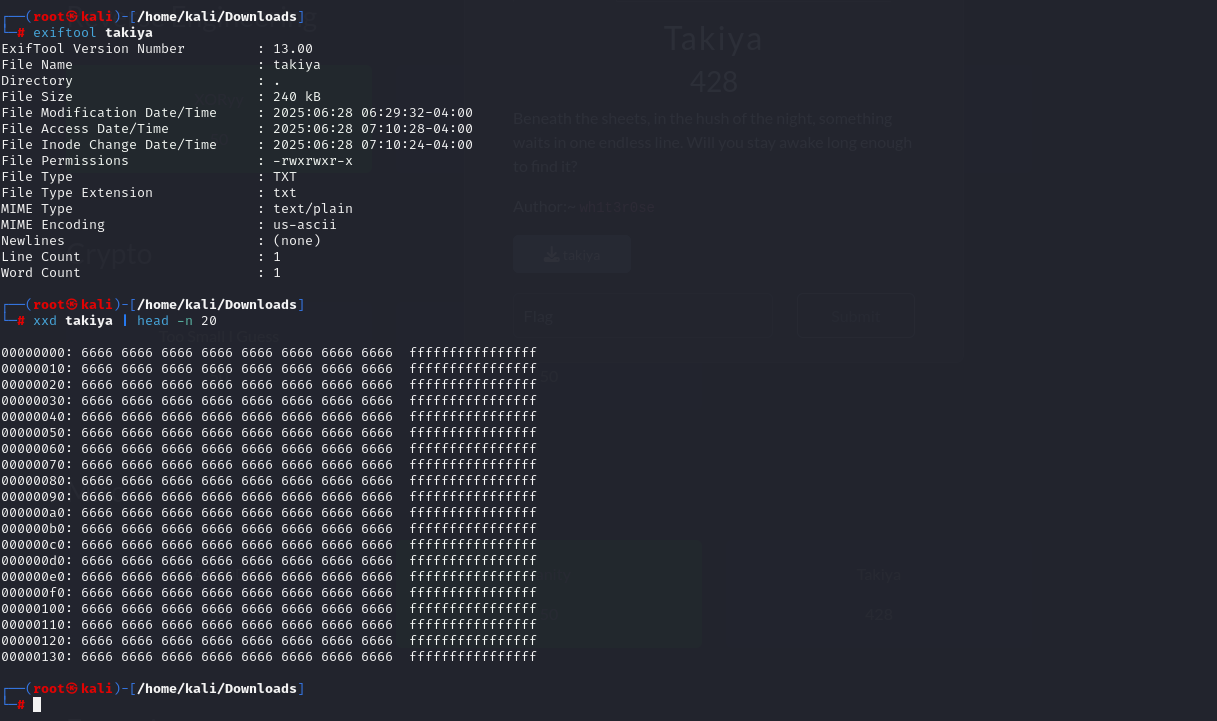 ┌──(root㉿kali)-[/home/kali/Downloads]
└─# exiftool takiya
ExifTool Version Number         : 13.00
File Name                       : takiya
Directory                       : .
File Size                       : 240 kB
File Modification Date/Time     : 2025:06:28 06:29:32-04:00
File Access Date/Time           : 2025:06:28 07:10:28-04:00
File Inode Change Date/Time     : 2025:06:28 07:10:24-04:00
File Permissions                : -rwxrwxr-x
File Type                       : TXT
File Type Extension             : txt
MIME Type                       : text/plain
MIME Encoding                   : us-ascii
Newlines                        : (none)
Line Count                      : 1
Word Count                      : 1
┌──(root㉿kali)-[/home/kali/Downloads]
└─# xxd takiya | head -n 20
00000000: 6666 6666 6666 6666 6666 6666 6666 6666  ffffffffffffffff
00000010: 6666 6666 6666 6666 6666 6666 6666 6666  ffffffffffffffff
00000020: 6666 6666 6666 6666 6666 6666 6666 6666  ffffffffffffffff
00000030: 6666 6666 6666 6666 6666 6666 6666 6666  ffffffffffffffff
00000040: 6666 6666 6666 6666 6666 6666 6666 6666  ffffffffffffffff
00000050: 6666 6666 6666 6666 6666 6666 6666 6666  ffffffffffffffff
00000060: 6666 6666 6666 6666 6666 6666 6666 6666  ffffffffffffffff
00000070: 6666 6666 6666 6666 6666 6666 6666 6666  ffffffffffffffff
00000080: 6666 6666 6666 6666 6666 6666 6666 6666  ffffffffffffffff
00000090: 6666 6666 6666 6666 6666 6666 6666 6666  ffffffffffffffff
000000a0: 6666 6666 6666 6666 6666 6666 6666 6666  ffffffffffffffff
000000b0: 6666 6666 6666 6666 6666 6666 6666 6666  ffffffffffffffff
000000c0: 6666 6666 6666 6666 6666 6666 6666 6666  ffffffffffffffff
000000d0: 6666 6666 6666 6666 6666 6666 6666 6666  ffffffffffffffff
000000e0: 6666 6666 6666 6666 6666 6666 6666 6666  ffffffffffffffff
000000f0: 6666 6666 6666 6666 6666 6666 6666 6666  ffffffffffffffff
00000100: 6666 6666 6666 6666 6666 6666 6666 6666  ffffffffffffffff
00000110: 6666 6666 6666 6666 6666 6666 6666 6666  ffffffffffffffff
00000120: 6666 6666 6666 6666 6666 6666 6666 6666  ffffffffffffffff
00000130: 6666 6666 6666 6666 6666 6666 6666 6666  ffffffffffffffff
┌──(root㉿kali)-[/home/kali/Downloads]
└─#
Takiya
428
Beneath the sheets, in the hush of the night, something
waits in one endless line. Will you stay awake long enough
to find it?
Author:
takiya
Crypto
Flag
Submit